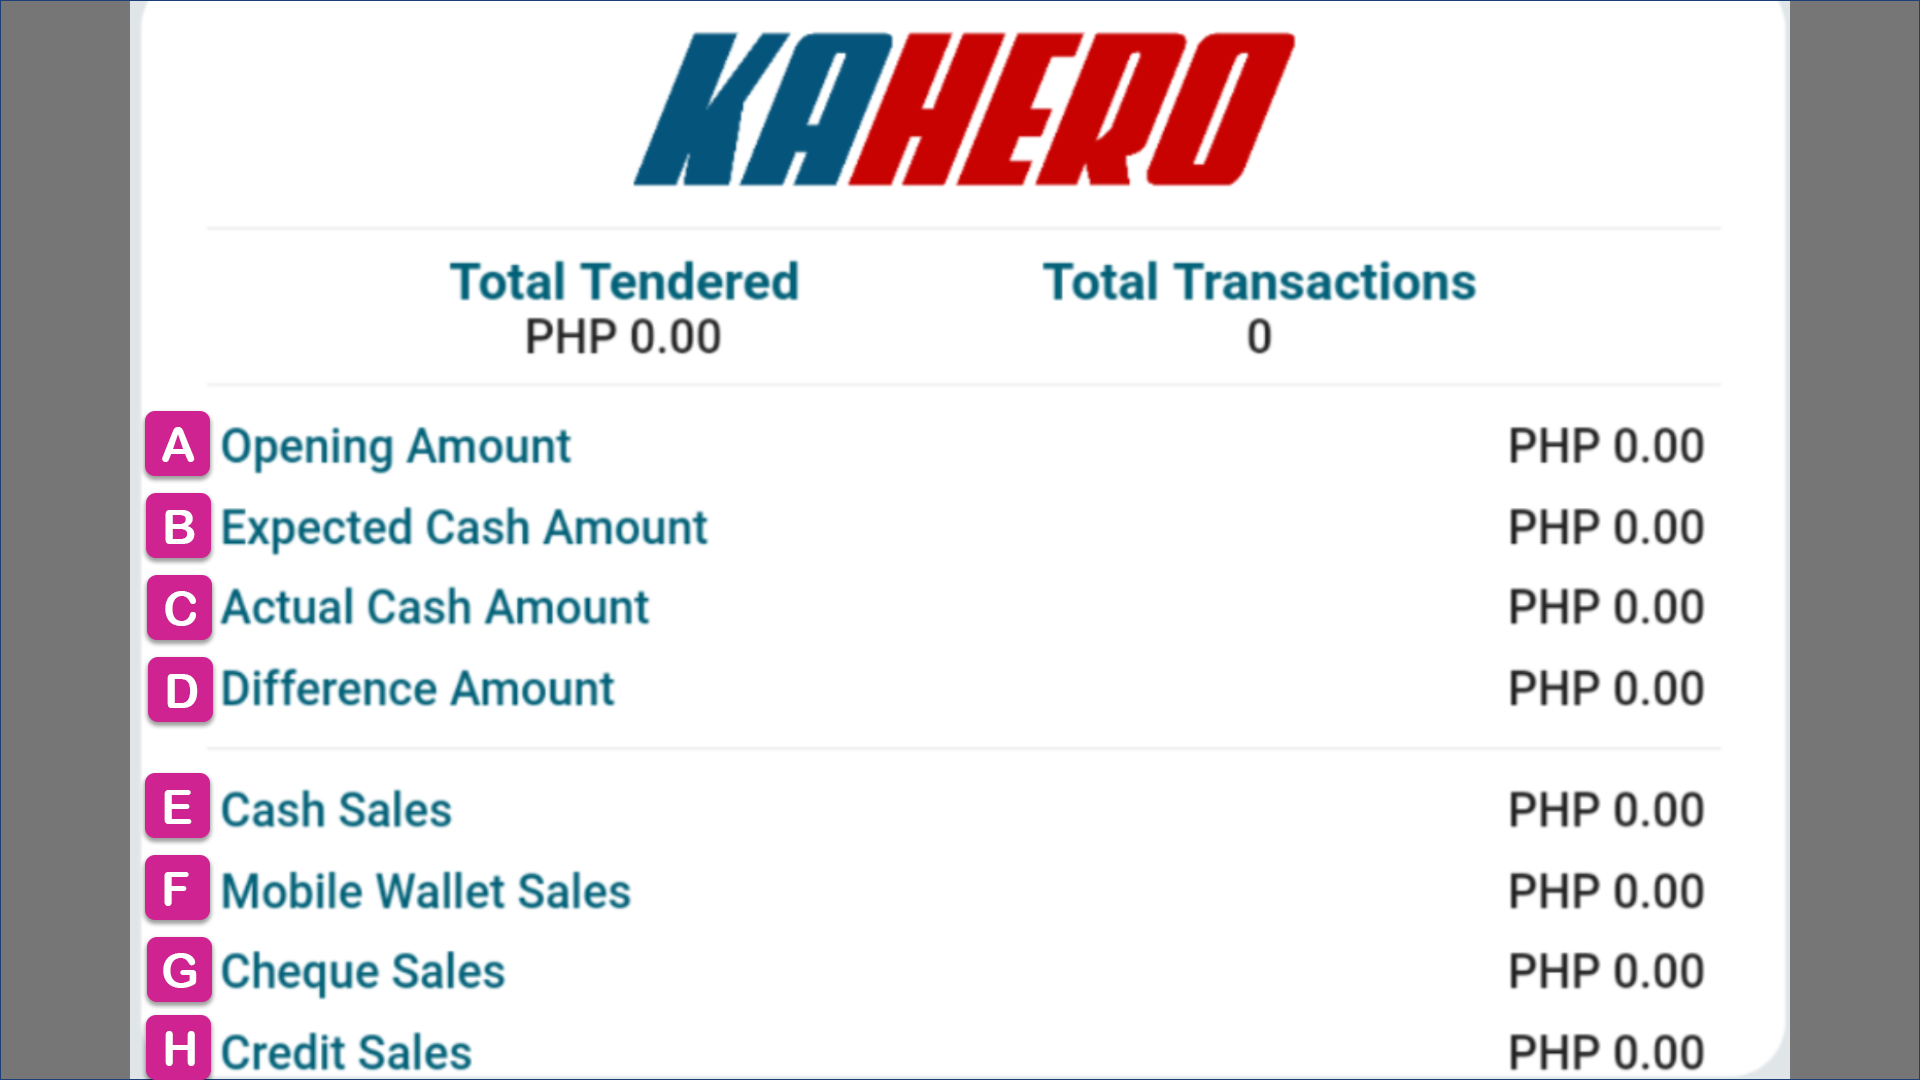 KAHERO
Total Tendered Total Transactions
PHP 0.00 0
A Opening Amount PHP 0.00
B Expected Cash Amount PHP 0.00
C Actual Cash Amount PHP 0.00
D Difference Amount PHP 0.00
E Cash Sales PHP 0.00
F Mobile Wallet Sales PHP 0.00
G Cheque Sales PHP 0.00
H Credit Sales PHP 0.00